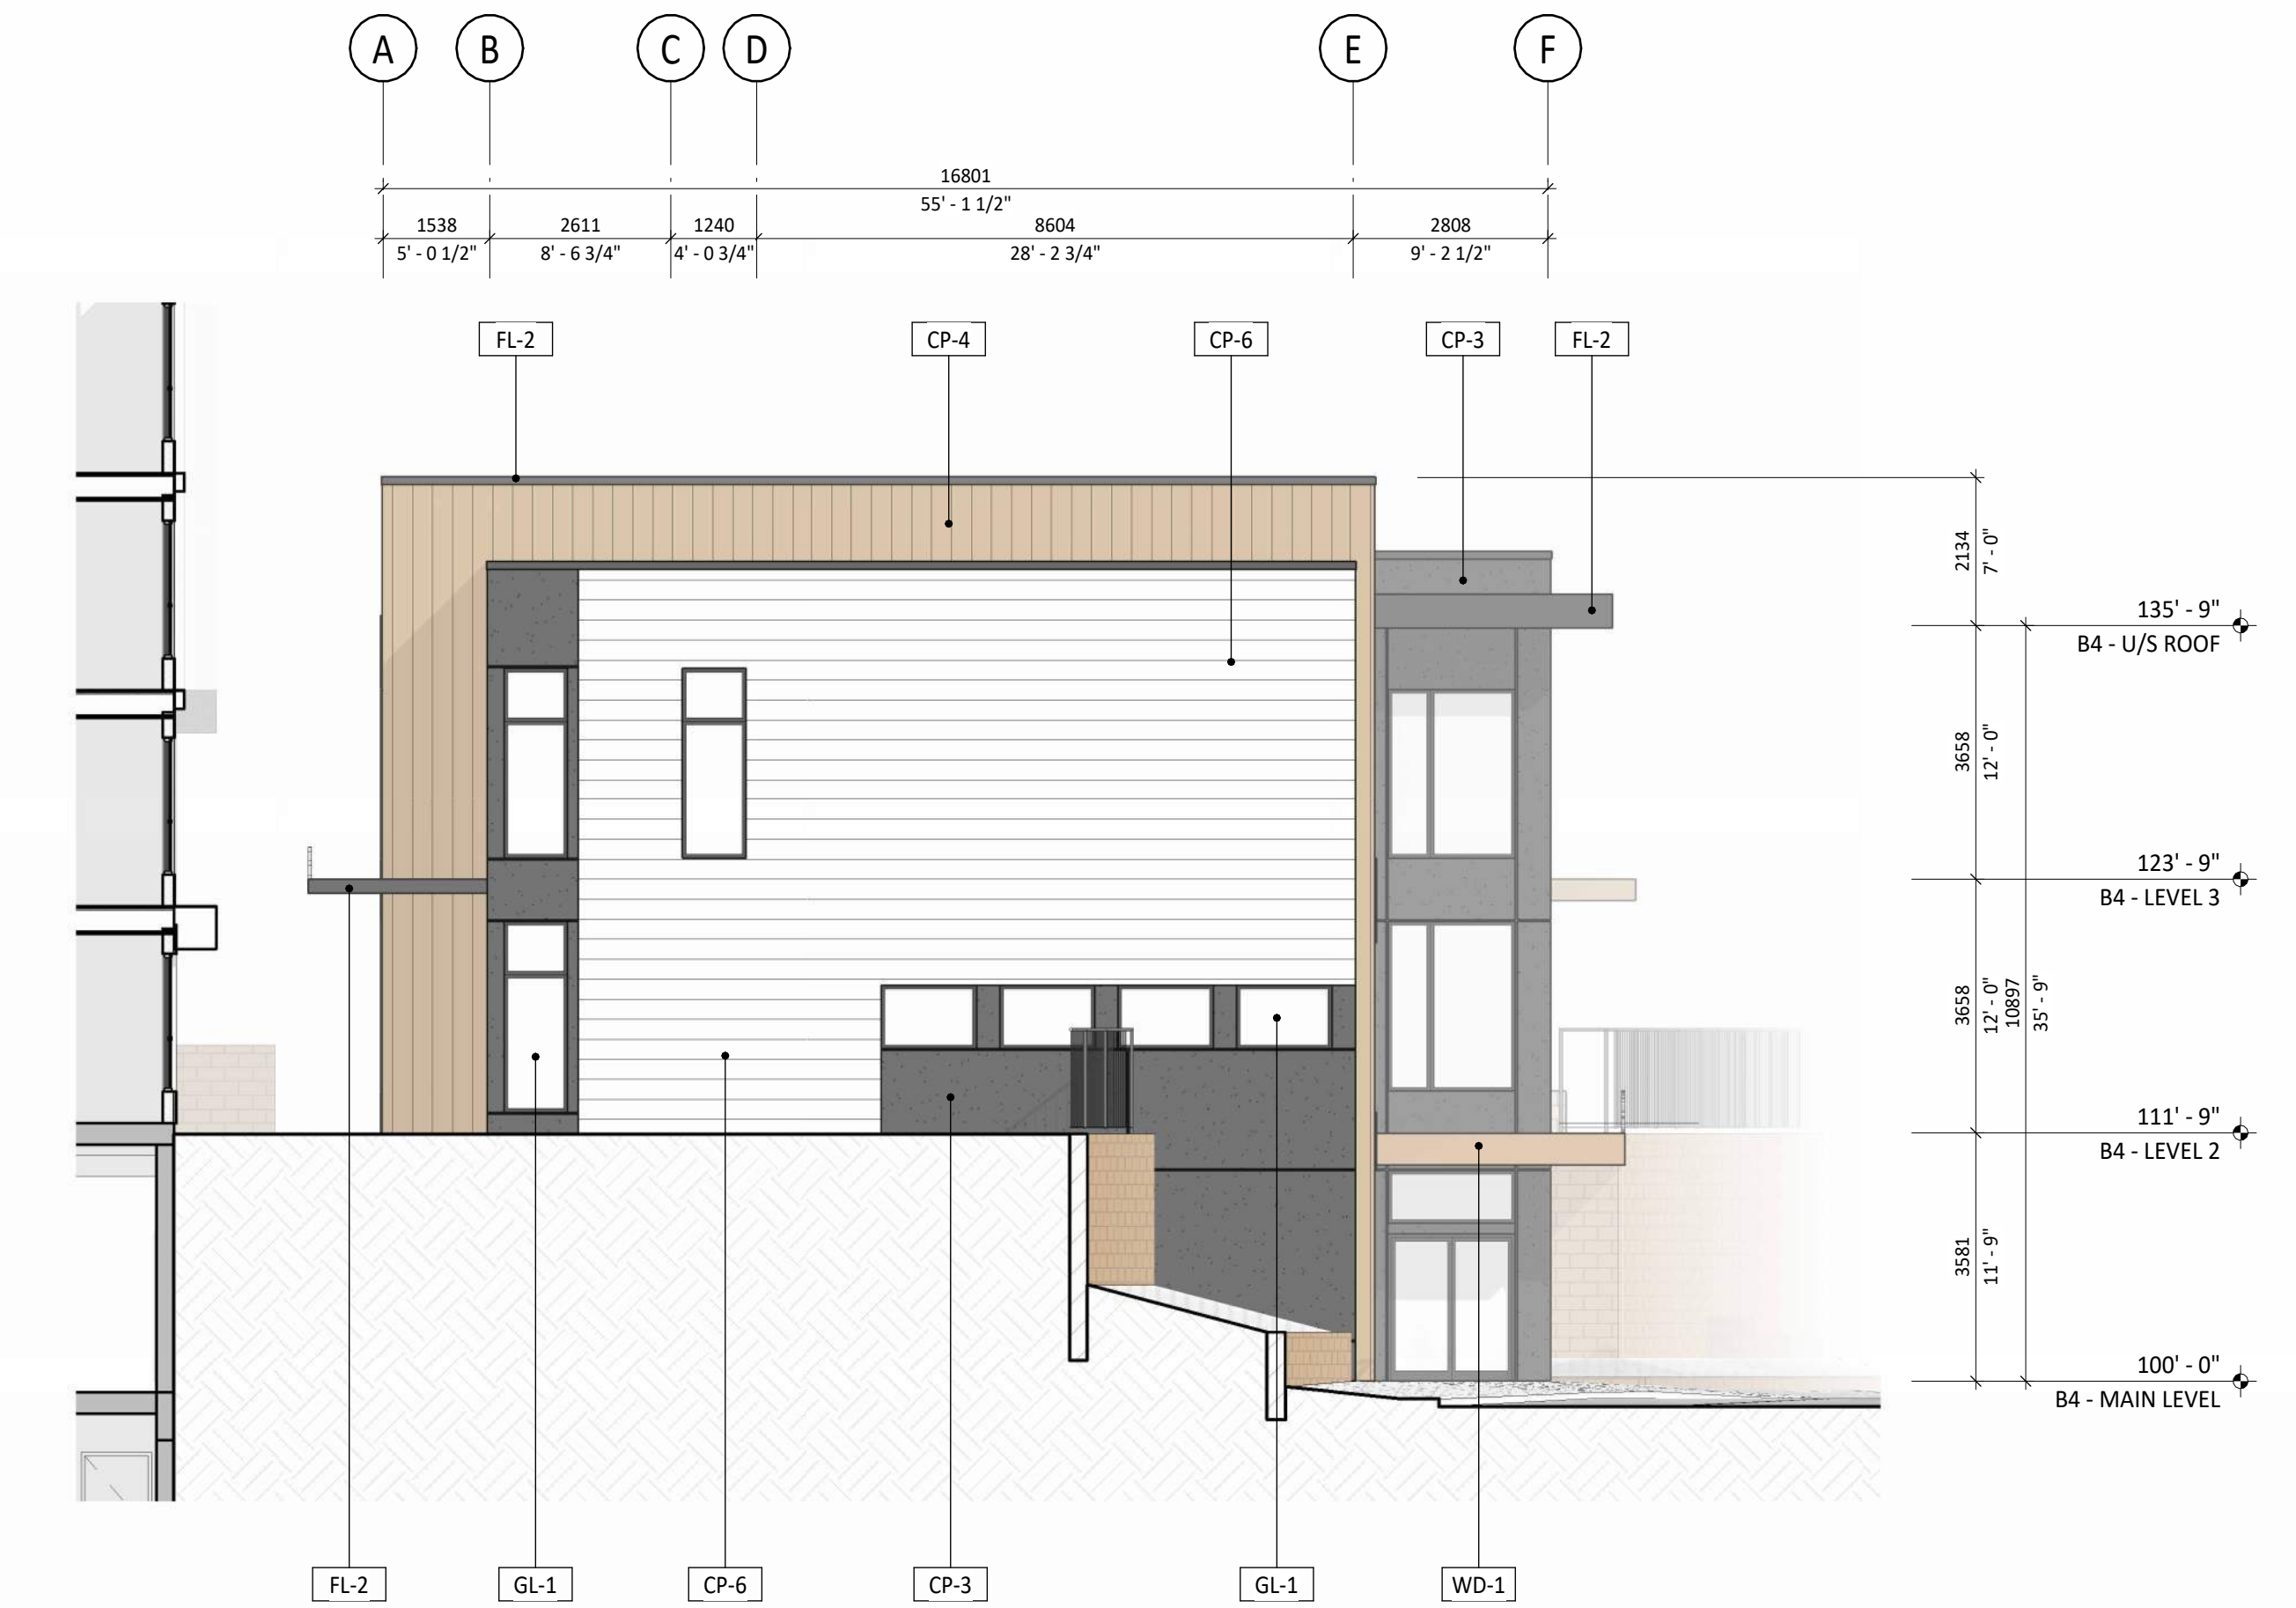 A B C D E F
16801
55' - 1 1/2"
1538 2611 1240 8604 2808
5' - 0 1/2" 8' - 6 3/4" 4' - 0 3/4" 28' - 2 3/4" 9' - 2 1/2"
FL-2 CP-4 CP-6 CP-3 FL-2
2134
7' - 0"
135' - 9"
B4 - U/S ROOF
3658
12' - 0"
123' - 9"
B4 - LEVEL 3
3658
12' - 0"
10897
35' - 9"
111' - 9"
B4 - LEVEL 2
3581
11' - 9"
100' - 0"
B4 - MAIN LEVEL
FL-2 GL-1 CP-6 CP-3 GL-1 WD-1